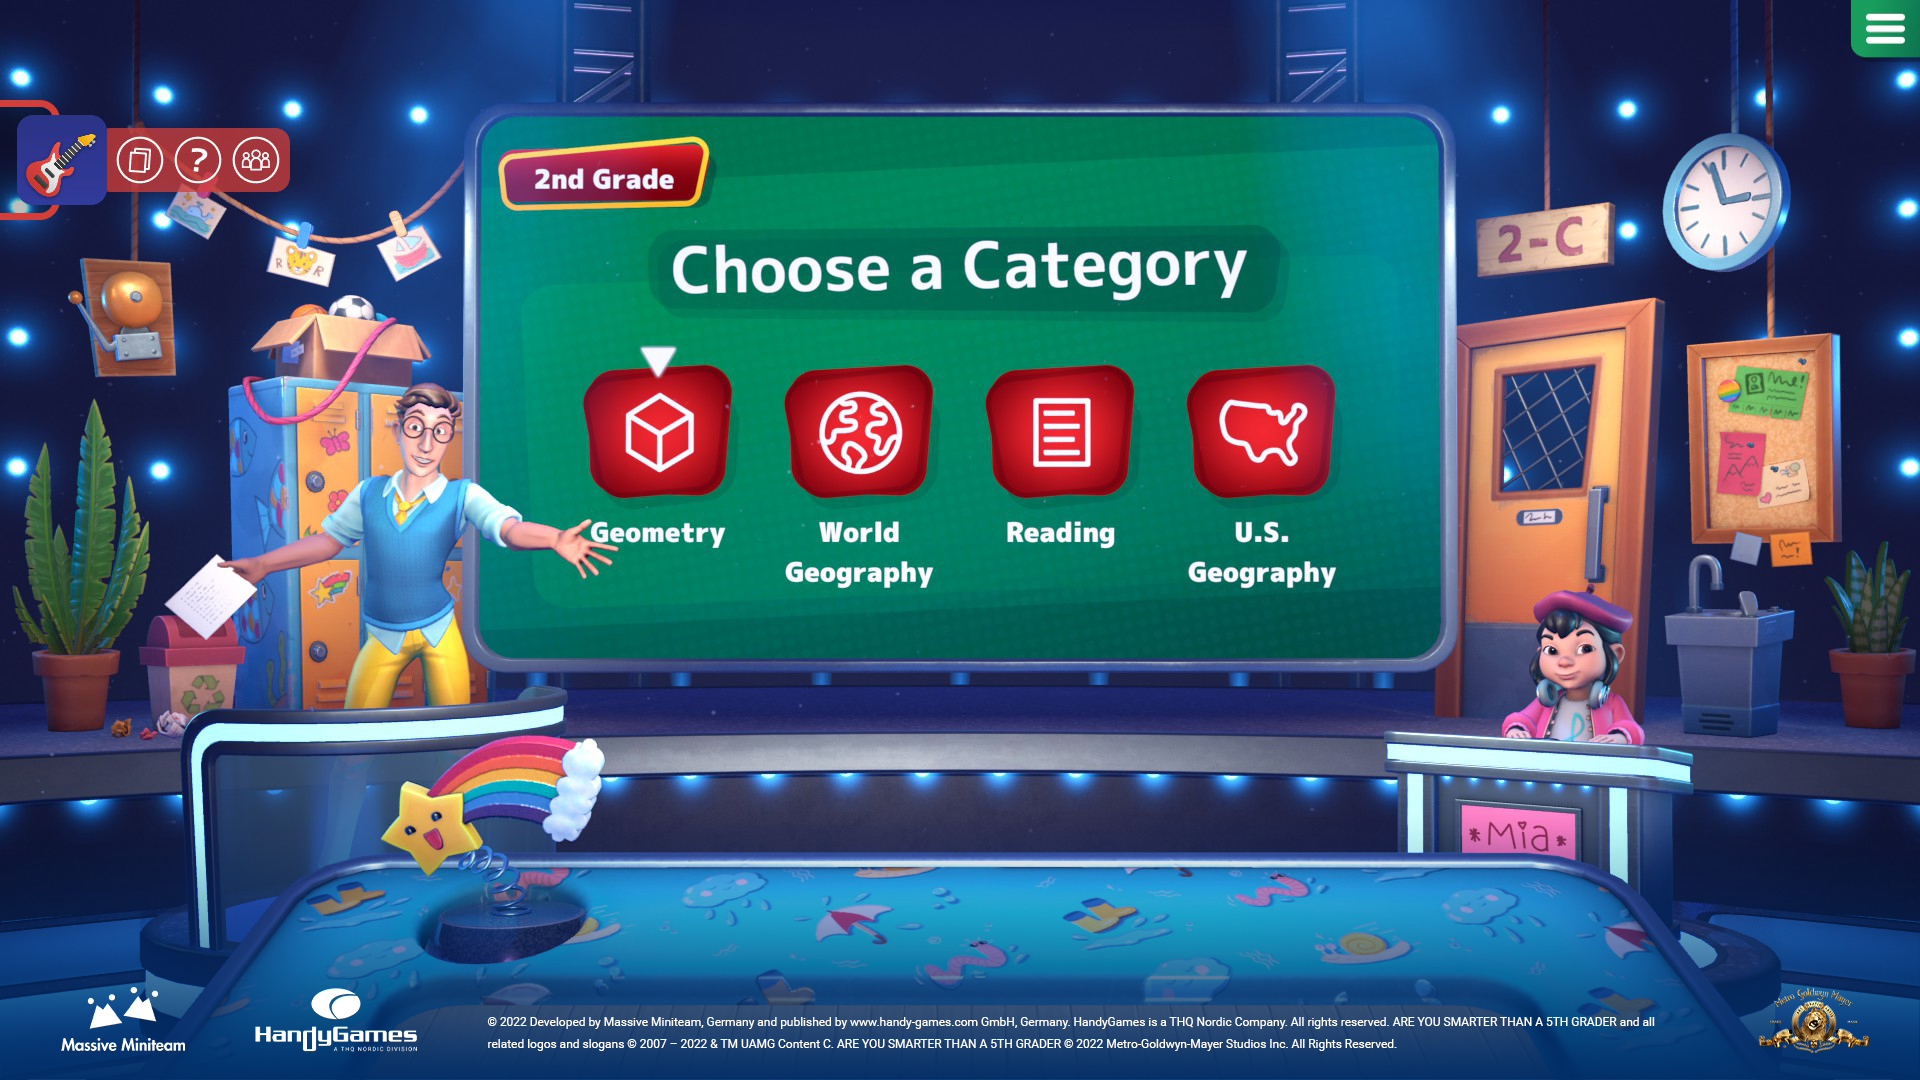 2nd Grade
Choose a Category
?
2-C
Me!
R R
Geometry
World
Geography
Reading
U.S.
Geography
*Mia*
Massive Miniteam
HandyGames
A THQ NORDIC DIVISION
© 2022 Developed by Massive Miniteam, Germany and published by www.handy-games.com GmbH, Germany. HandyGames is a THQ Nordic Company. All rights reserved. ARE YOU SMARTER THAN A 5TH GRADER and all
related logos and slogans © 2007 – 2022 & TM UAMG Content C. ARE YOU SMARTER THAN A 5TH GRADER © 2022 Metro-Goldwyn-Mayer Studios Inc. All Rights Reserved.
Metro Goldwyn Mayer